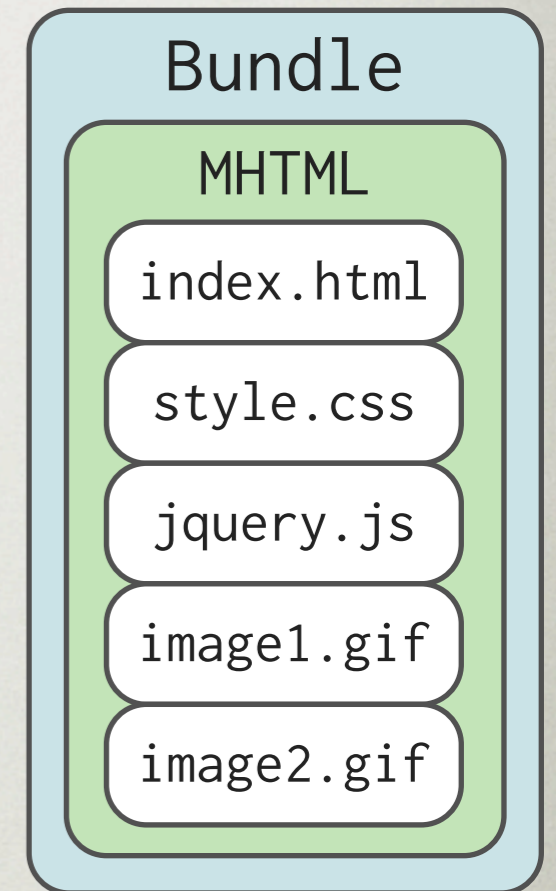 Bundle
MHTML
index.html
style.css
jquery.js
image1.gif
image2.gif